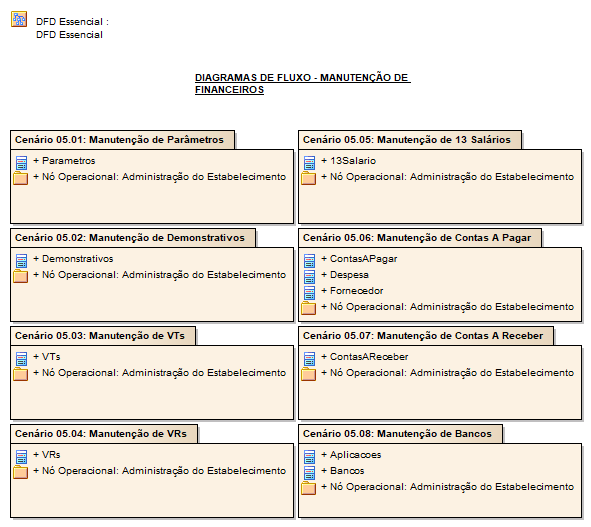 DFD Essencial :
DFD Essencial
DIAGRAMAS DE FLUXO - MANUTENÇÃO DE
FINANCEIROS
Cenário 05.01: Manutenção de Parâmetros
+ Parametros
+ Nó Operacional: Administração do Estabelecimento
Cenário 05.02: Manutenção de Demonstrativos
+ Demonstrativos
+ Nó Operacional: Administração do Estabelecimento
Cenário 05.03: Manutenção de VTs
+ VTs
+ Nó Operacional: Administração do Estabelecimento
Cenário 05.04: Manutenção de VRs
+ VRs
+ Nó Operacional: Administração do Estabelecimento
Cenário 05.05: Manutenção de 13 Salários
+ 13Salario
+ Nó Operacional: Administração do Estabelecimento
Cenário 05.06: Manutenção de Contas A Pagar
+ ContasAPagar
+ Despesa
+ Fornecedor
+ Nó Operacional: Administração do Estabelecimento
Cenário 05.07: Manutenção de Contas A Receber
+ ContasAReceber
+ Nó Operacional: Administração do Estabelecimento
Cenário 05.08: Manutenção de Bancos
+ Aplicacoes
+ Bancos
+ Nó Operacional: Administração do Estabelecimento